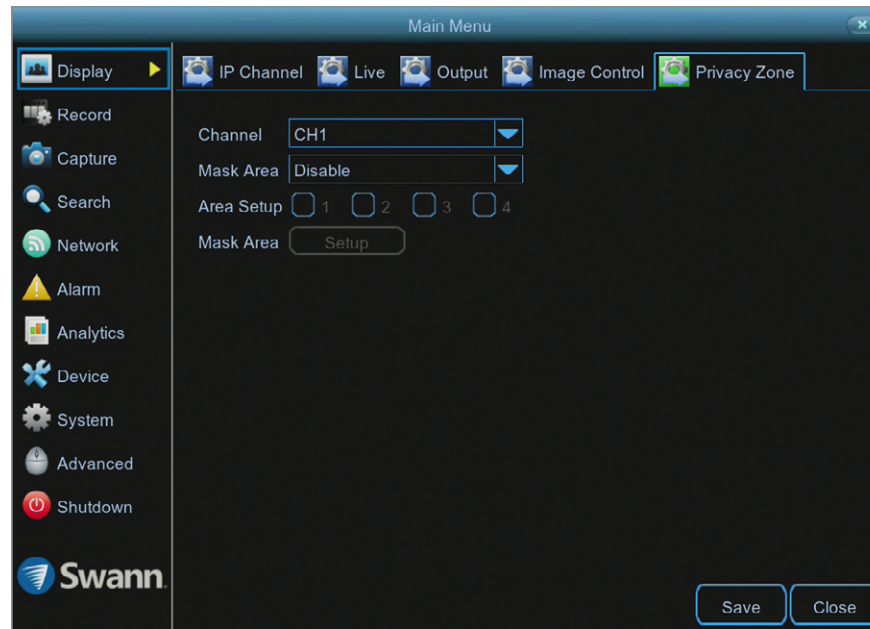 Main Menu
Display
Record
Capture
Search
Network
Alarm
Analytics
Device
System
Advanced
Shutdown
Swann
IP Channel Live Output Image Control Privacy Zone
Channel CH1
Mask Area Disable
Area Setup 1 2 3 4
Mask Area Setup
Save Close